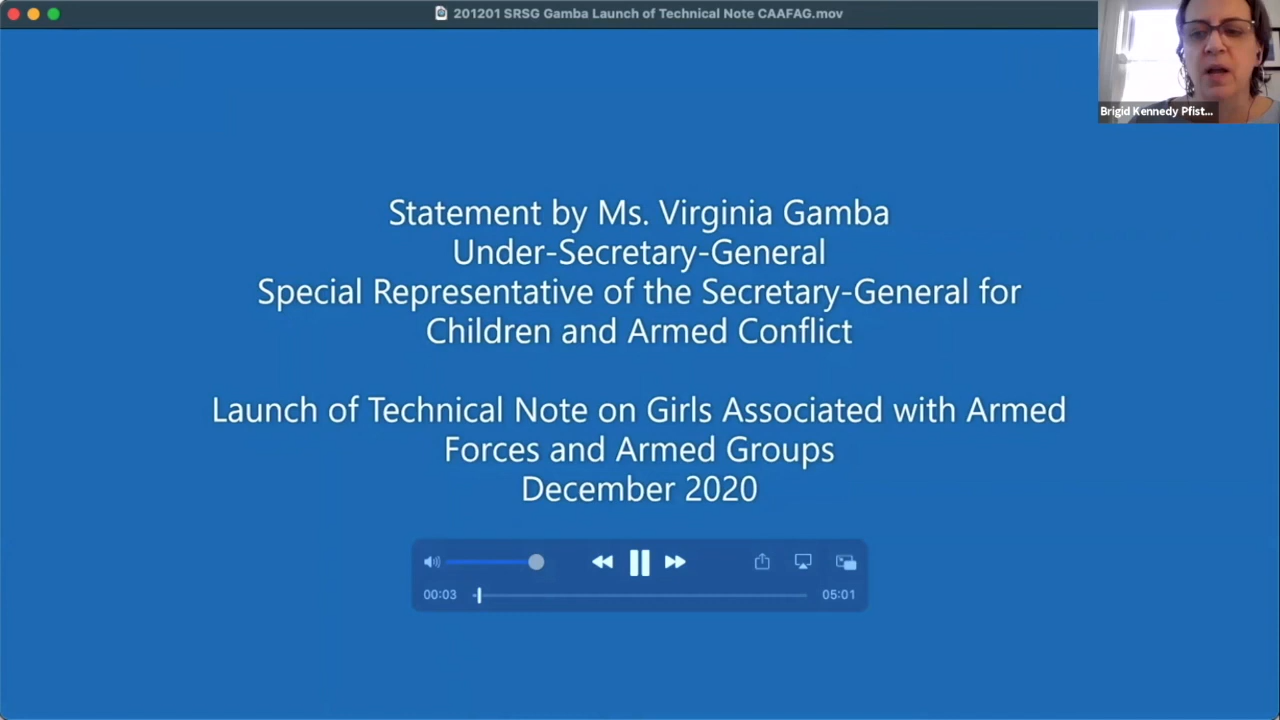 201201 SRSG Gamba Launch of Technical Note CAAFAG.mov
Brigid Kennedy Pfist...
Statement by Ms. Virginia Gamba
Under-Secretary-General
Special Representative of the Secretary-General for
Children and Armed Conflict
Launch of Technical Note on Girls Associated with Armed
Forces and Armed Groups
December 2020
00:03
05:01